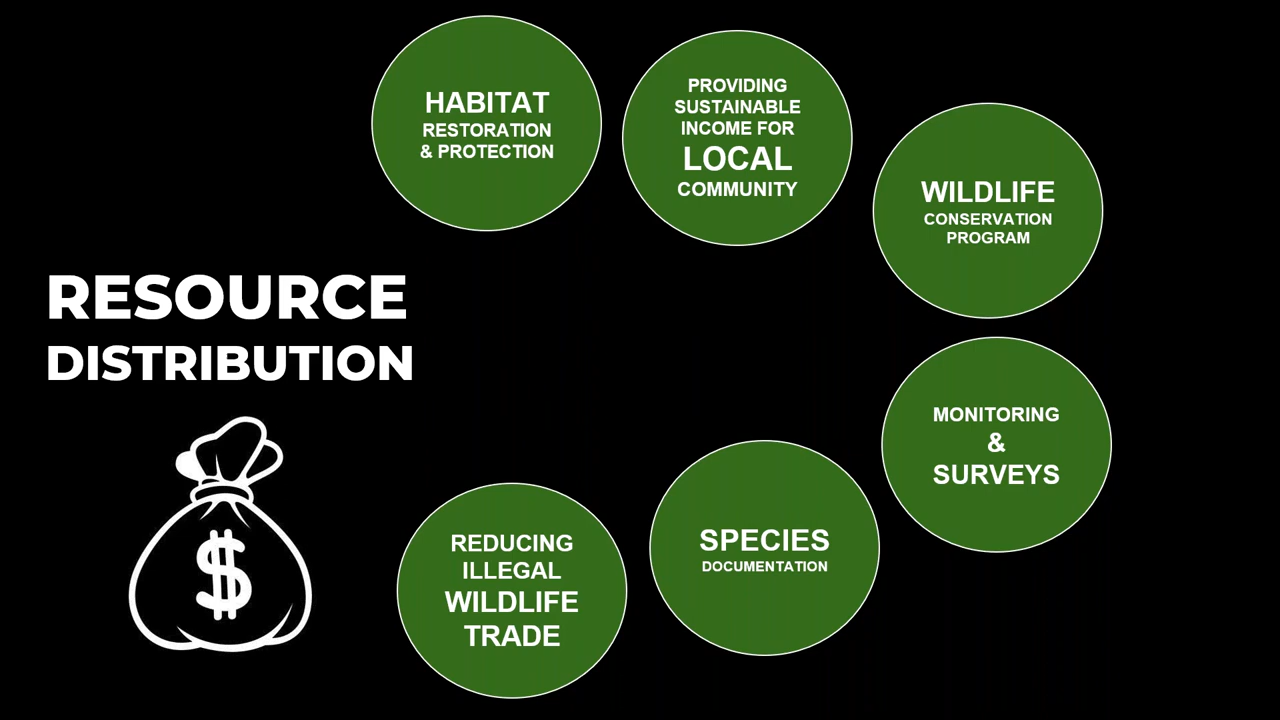 RESOURCE
DISTRIBUTION
$
HABITAT
RESTORATION
& PROTECTION
PROVIDING
SUSTAINABLE
INCOME FOR
LOCAL
COMMUNITY
WILDLIFE
CONSERVATION
PROGRAM
MONITORING
&
SURVEYS
SPECIES
DOCUMENTATION
REDUCING
ILLEGAL
WILDLIFE
TRADE